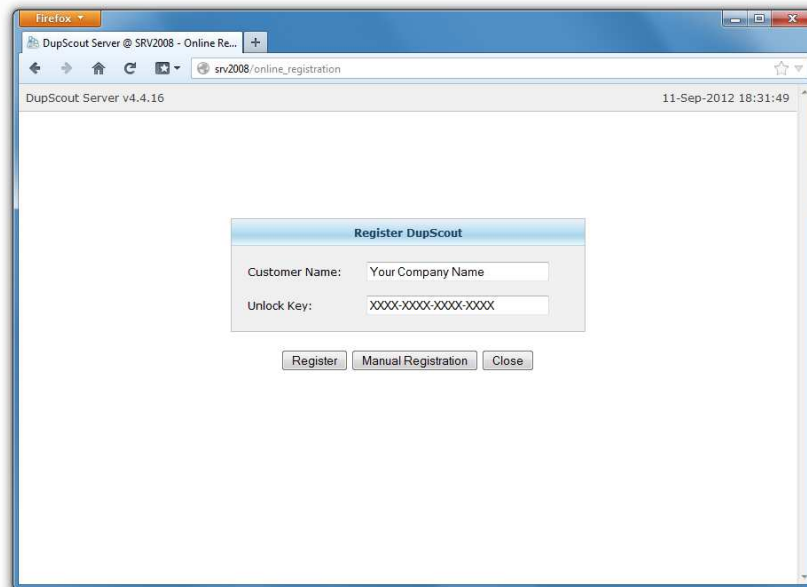 Firefox
DupScout Server @ SRV2008 - Online Re...
srv2008/online_registration
DupScout Server v4.4.16 11-Sep-2012 18:31:49
Register DupScout
Customer Name: Your Company Name
Unlock Key: XXXX-XXXX-XXXX-XXXX
Register Manual Registration Close